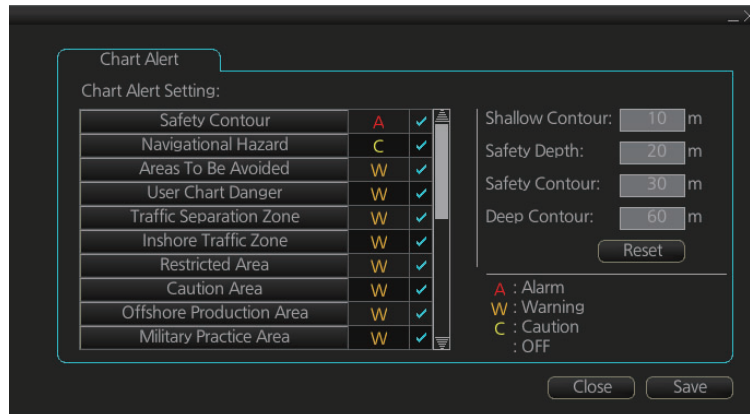 Chart Alert
Chart Alert Setting:
Safety Contour A
Navigational Hazard C
Areas To Be Avoided W
User Chart Danger W
Traffic Separation Zone W
Inshore Traffic Zone W
Restricted Area W
Caution Area W
Offshore Production Area W
Military Practice Area W
Shallow Contour: 10 m
Safety Depth: 20 m
Safety Contour: 30 m
Deep Contour: 60 m
Reset
A : Alarm
W : Warning
C : Caution
: OFF
Close Save